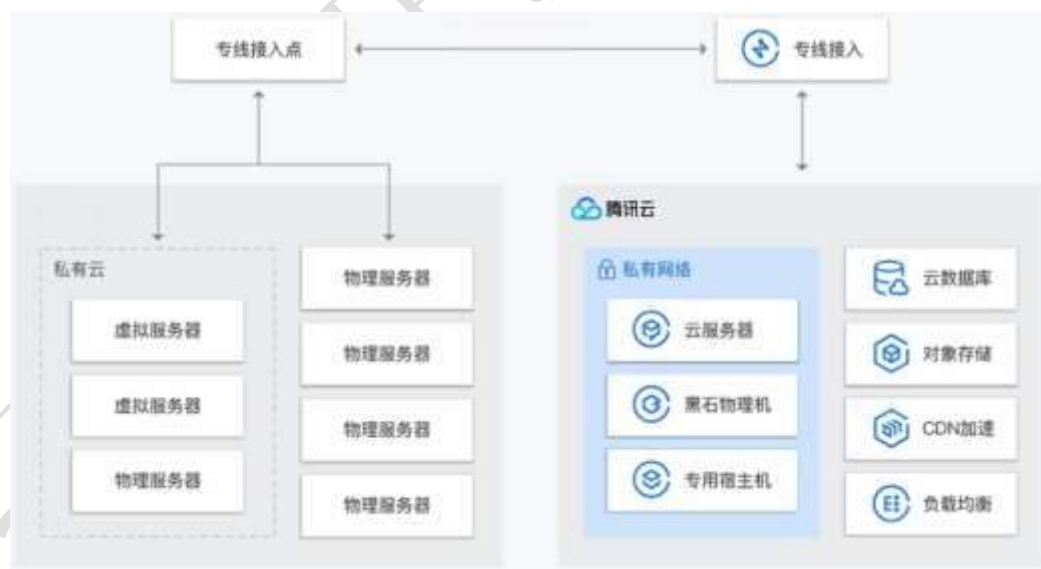 专线接入点
专线接入
腾讯云
私有云
虚拟服务器
虚拟服务器
物理服务器
物理服务器
物理服务器
物理服务器
物理服务器
私有网络
云服务器
黑石物理机
专用宿主机
云数据库
对象存储
CDN加速
负载均衡